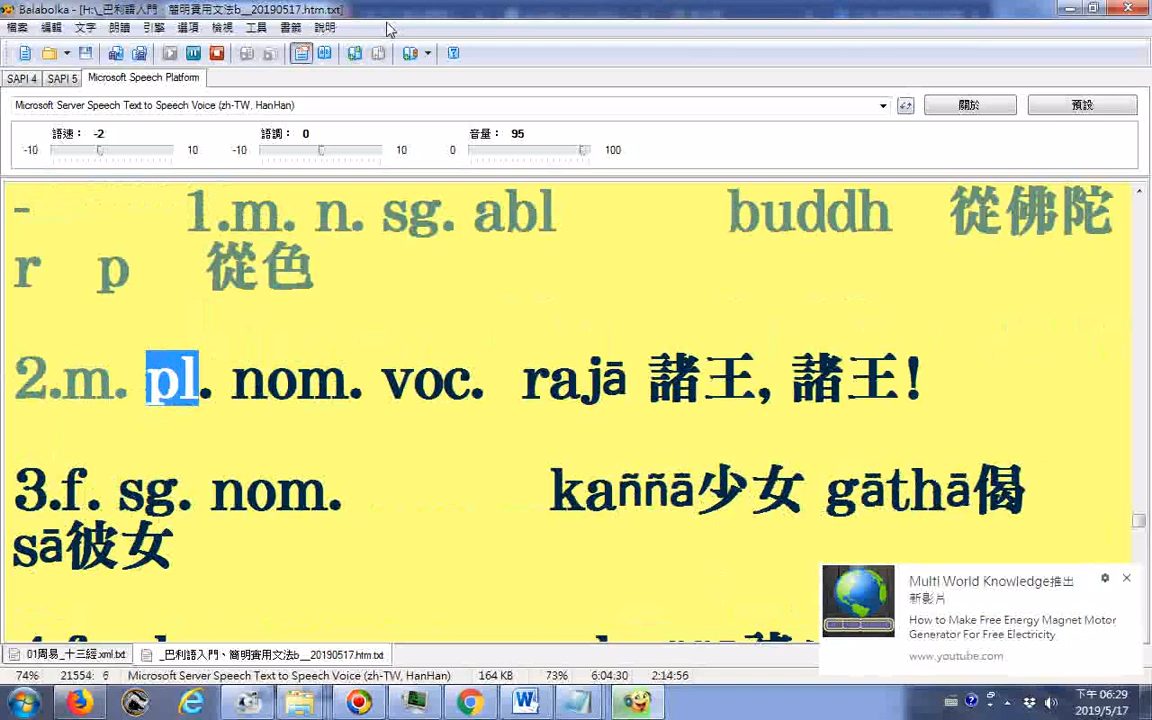 Balabolka - [H:\_巴利語入門、簡明實用文法b__20190517.htm.txt]
檔案 編輯 文字 朗讀 引擎 選項 檢視 工具 書籤 說明
SAPI 4 SAPI 5 Microsoft Speech Platform
Microsoft Server Speech Text to Speech Voice (zh-TW, HanHan) 關於 預設
語速： -2 語調： 0 音量： 95
-10 10 -10 10 0 100
- 1.m. n. sg. abl buddh 從佛陀
r p 從色
2.m. pl. nom. voc. rajā 諸王, 諸王!
3.f. sg. nom. kaññā少女 gāthā偈
sā彼女
Multi World Knowledge推出
新影片
How to Make Free Energy Magnet Motor
Generator For Free Electricity
www.youtube.com
01周易_十三經.xml.txt _巴利語入門、簡明實用文法b__20190517.htm.txt
74% 21554: 6 Microsoft Server Speech Text to Speech Voice (zh-TW, HanHan) 164 KB 73% 6:04:30 2:14:56
下午 06:29
2019/5/17